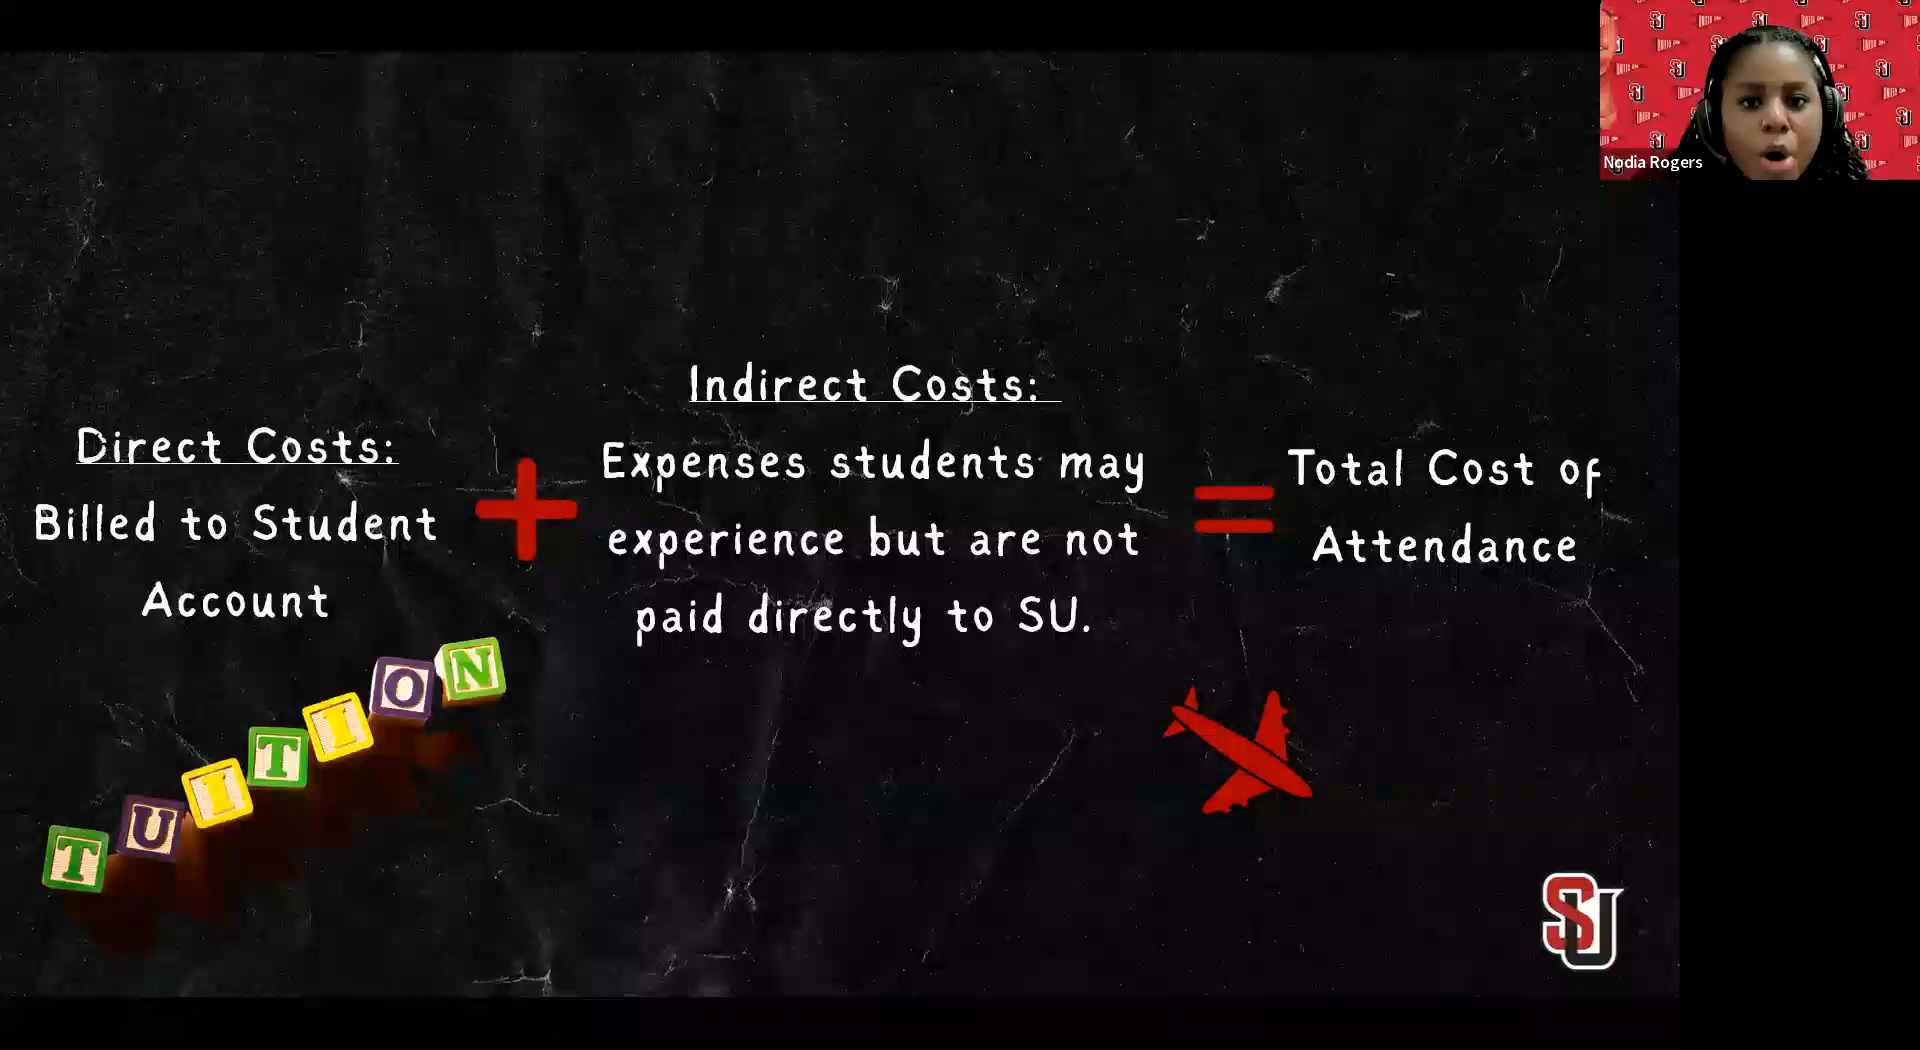 Direct Costs:
Billed to Student
Account
TUITION
Indirect Costs:
Expenses students may
experience but are not
paid directly to SU.
Total Cost of
Attendance
SU
Nadia Rogers